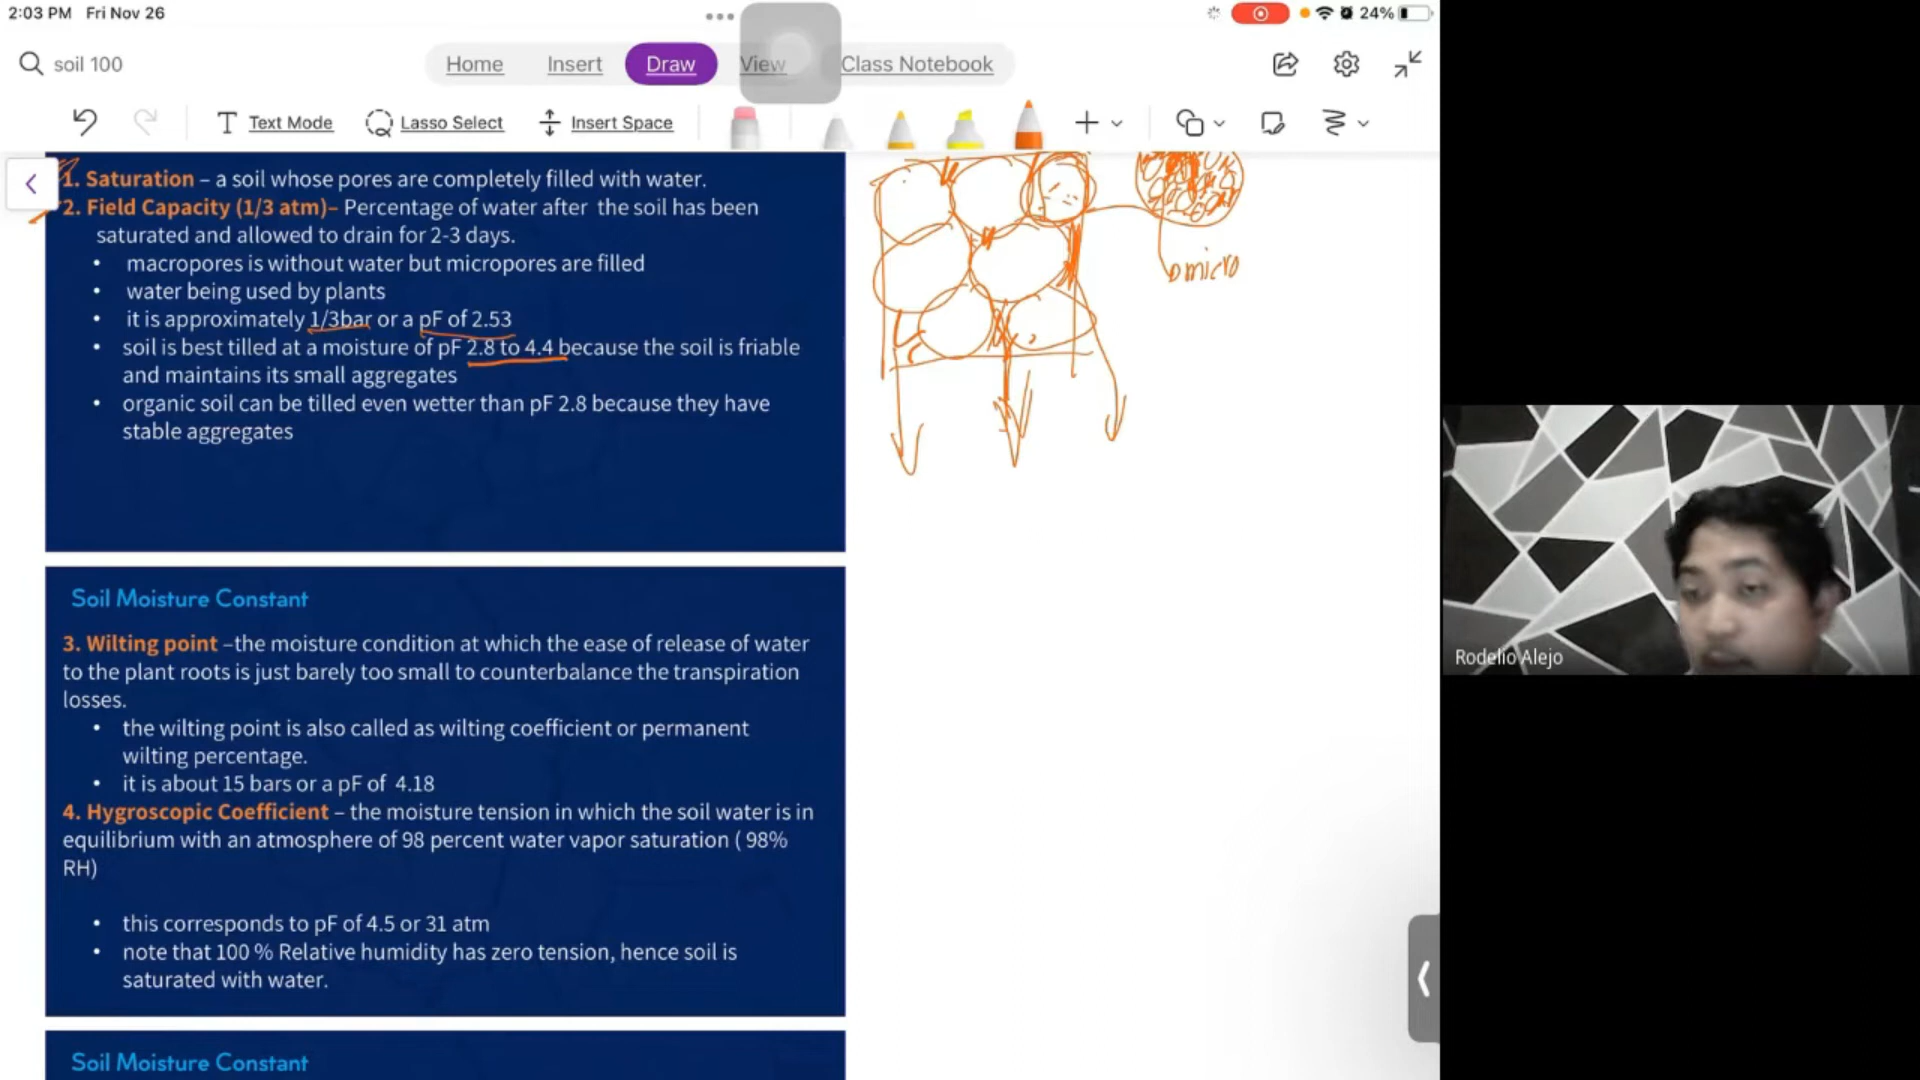 2:03 PM Fri Nov 26
24%
soil 100
Home Insert Draw View Class Notebook
Text Mode Lasso Select Insert Space
1. Saturation – a soil whose pores are completely filled with water.
2. Field Capacity (1/3 atm)– Percentage of water after the soil has been
saturated and allowed to drain for 2-3 days.
• macropores is without water but micropores are filled
• water being used by plants
• it is approximately 1/3bar or a pF of 2.53
• soil is best tilled at a moisture of pF 2.8 to 4.4 because the soil is friable
and maintains its small aggregates
• organic soil can be tilled even wetter than pF 2.8 because they have
stable aggregates
micro
Soil Moisture Constant
3. Wilting point –the moisture condition at which the ease of release of water
to the plant roots is just barely too small to counterbalance the transpiration
losses.
• the wilting point is also called as wilting coefficient or permanent
wilting percentage.
• it is about 15 bars or a pF of 4.18
4. Hygroscopic Coefficient – the moisture tension in which the soil water is in
equilibrium with an atmosphere of 98 percent water vapor saturation ( 98%
RH)
• this corresponds to pF of 4.5 or 31 atm
• note that 100 % Relative humidity has zero tension, hence soil is
saturated with water.
Soil Moisture Constant
Rodelio Alejo